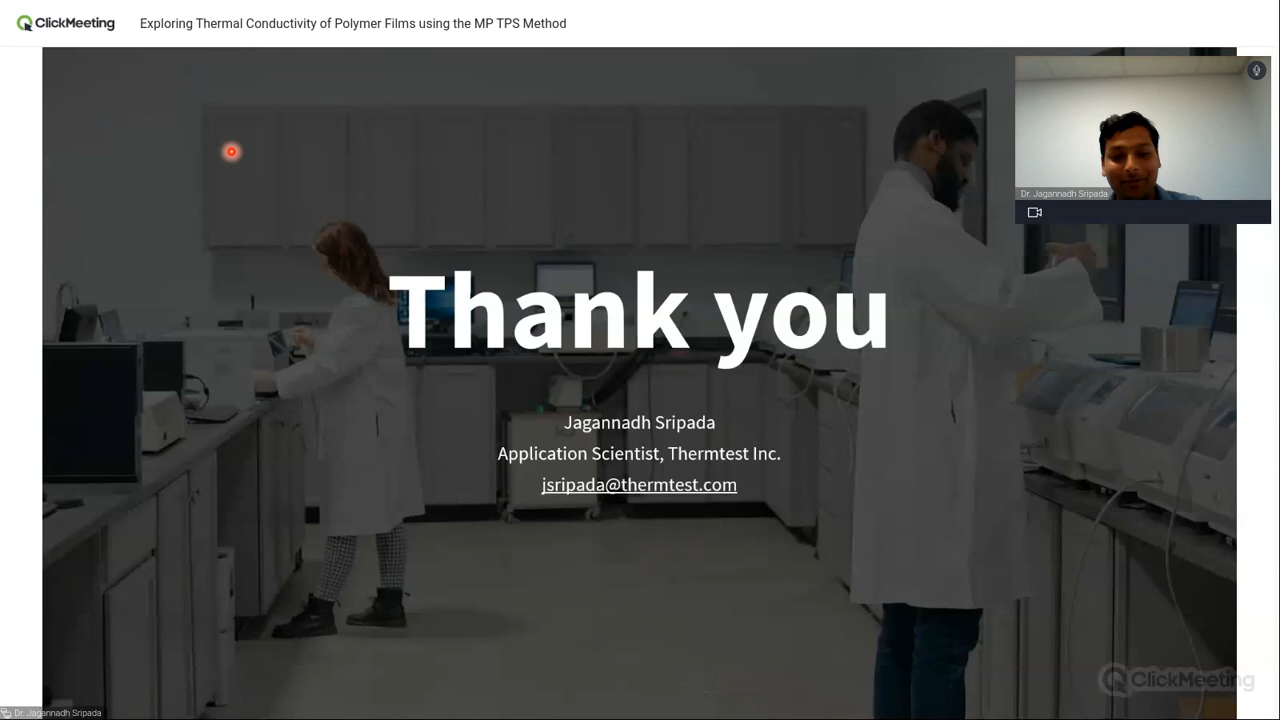 ClickMeeting
Exploring Thermal Conductivity of Polymer Films using the MP TPS Method
Dr. Jagannadh Sripada
Thank you
Jagannadh Sripada
Application Scientist, Thermtest Inc.
jsripada@thermtest.com
ClickMeeting
Dr. Jagannadh Sripada